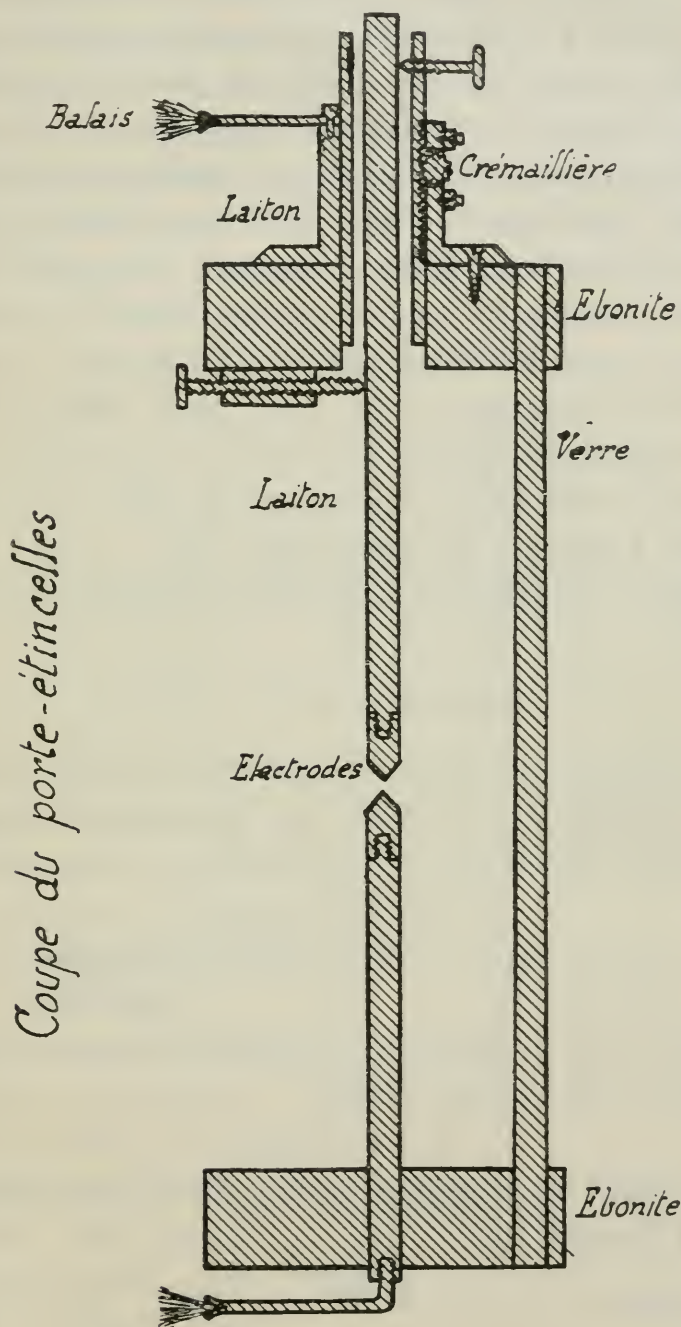 Balais
Crémaillière
Laiton
Ebonite
Verre
Laiton
Coupe du porte-étincelles
Electrodes
Ebonite